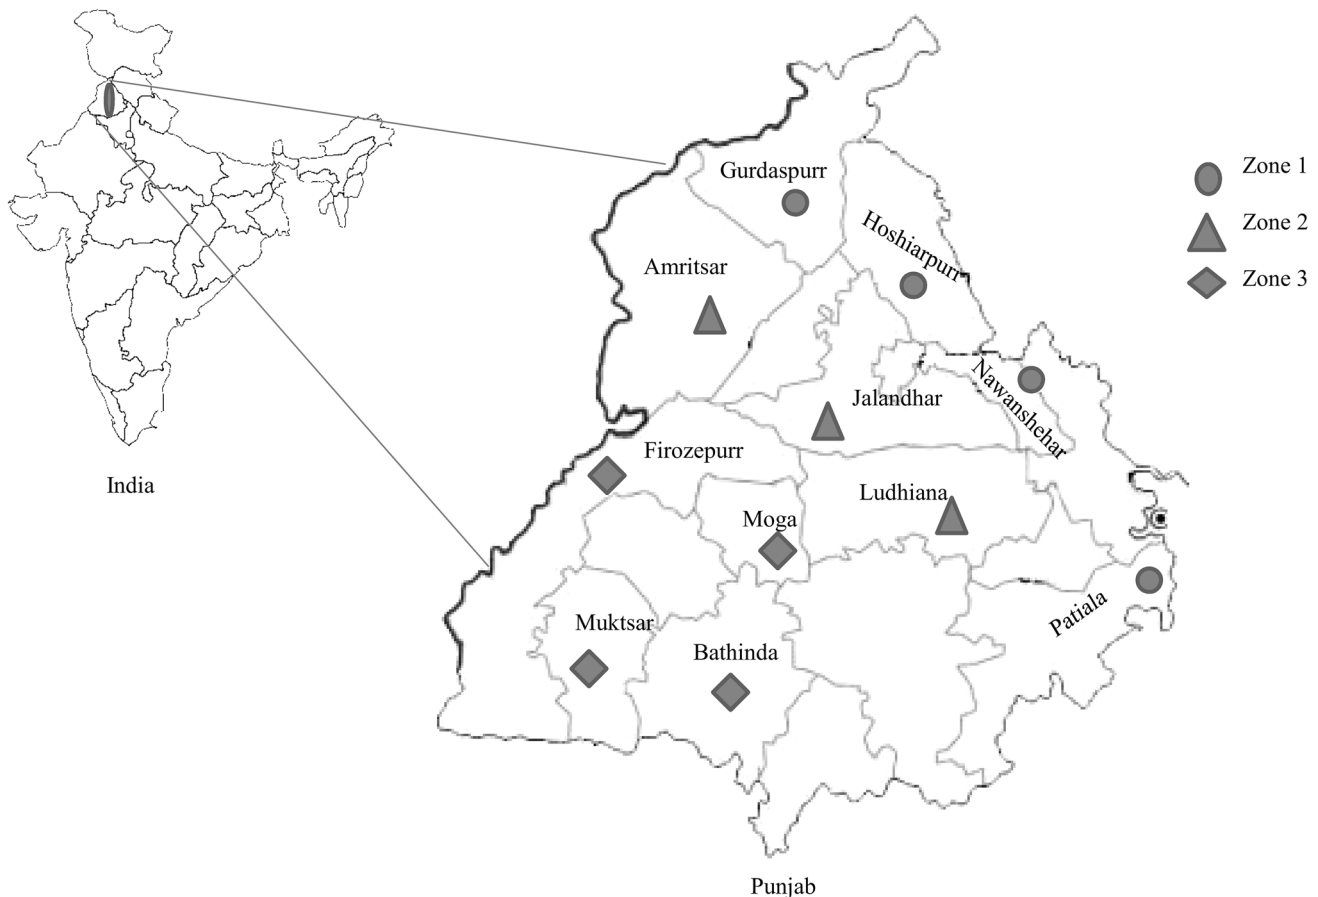 Gurdaspurr
Zone 1
Hoshiarpurr
Zone 2
Amritsar
Zone 3
Nawanshehar
Jalandhar
Firozepurr
India
Ludhiana
Moga
Patiala
Muktsar
Bathinda
Punjab